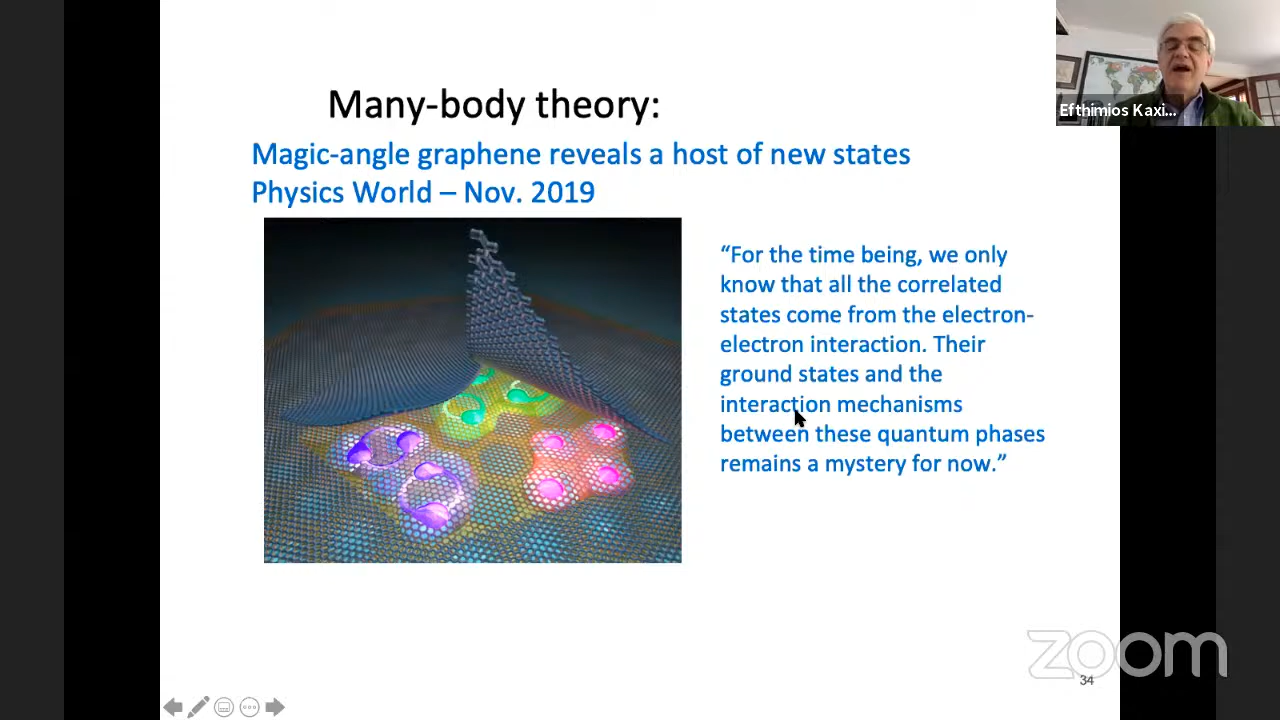 Efthimios Kaxi...
Many-body theory:
Magic-angle graphene reveals a host of new states
Physics World – Nov. 2019
“For the time being, we only
know that all the correlated
states come from the electron-
electron interaction. Their
ground states and the
interaction mechanisms
between these quantum phases
remains a mystery for now.”
zoom
34